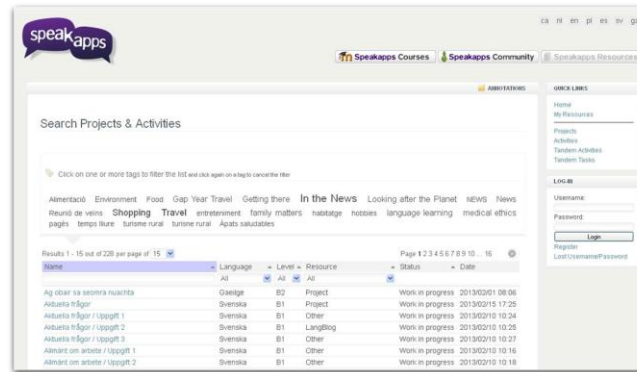 speakapps
ca nl en pl es sv ga
Speakapps Courses Speakapps Community Speakapps Resources
ANNOTATIONS
Search Projects & Activities
Click on one or more tags to filter the list and click again on a tag to cancel the filter
Alimentació Environment Food Gap Year Travel Getting there In the News Looking after the Planet NEWS News
Reunió de veïns Shopping Travel entreteniment family matters habitatge hobbies language learning medical ethics
pagès temps lliure turisme rural turisne rural Àpats saludables
Results 1 - 15 out of 228 per page of 15
Page 1 2 3 4 5 6 7 8 9 10 ... 16
Name Language Level Resource Status Date
All All All
Ag obair sa seomra nuachta Gaeilge B2 Project Work in progress 2013/02/01 08:06
Aktuella frågor Svenska B1 Project Work in progress 2013/02/15 17:25
Aktuella frågor / Uppgift 1 Svenska B1 Other Work in progress 2013/02/10 10:24
Aktuella frågor / Uppgift 2 Svenska B1 LangBlog Work in progress 2013/02/10 10:25
Aktuella frågor / Uppgift 3 Svenska B1 Other Work in progress 2013/02/10 10:27
Allmänt om arbete / Uppgift 1 Svenska B1 Other Work in progress 2013/02/10 10:16
Allmänt om arbete / Uppgift 2 Svenska B1 Other Work in progress 2013/02/10 10:18
QUICK LINKS
Home
My Resources
Projects
Activities
Tandem Activities
Tandem Tasks
LOG-IN
Username:
Password:
Login
Register
Lost Username/Password